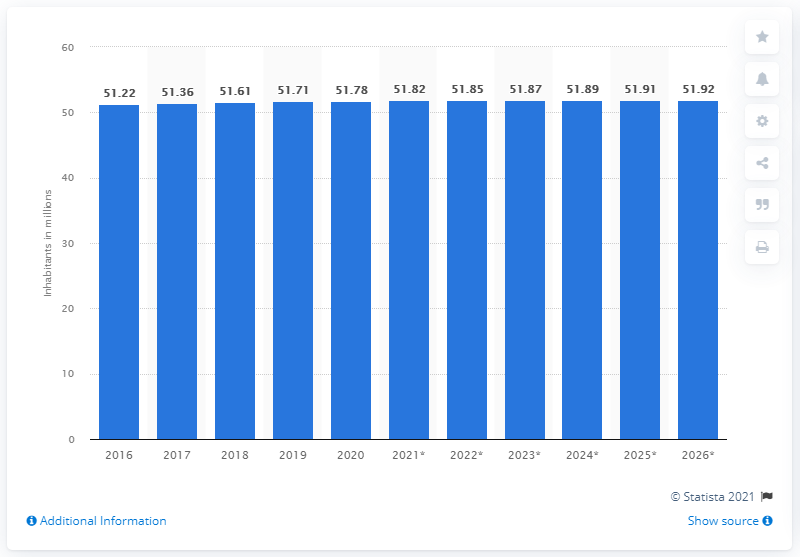 60
50
40
30
20
10
0
Inhabitants in millions
51.22 51.36 51.61 51.71 51.78 51.82 51.85 51.87 51.89 51.91 51.92
2016 2017 2018 2019 2020 2021* 2022* 2023* 2024* 2025* 2026*
© Statista 2021
Additional Information
Show source